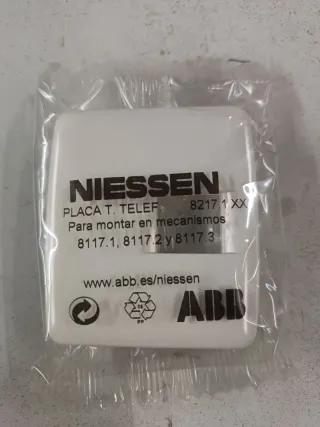 NIESSEN
PLACA T. TELEF 8217.1 XX
Para montar en mecanismos
8117.1, 8117.2 y 8117.3
www.abb.es/niessen
ABB